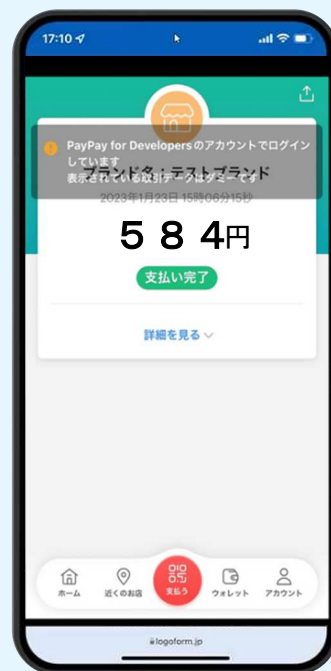 17:10
PayPay for Developersのアカウントでログイン
しています
表示されている取引データはダミーです
ブランド名:テストブランド
2023年1月23日 15時06分15秒
584円
支払い完了
詳細を見る
ホーム
近くのお店
支払う
ウォレット
アカウント
logoform.jp